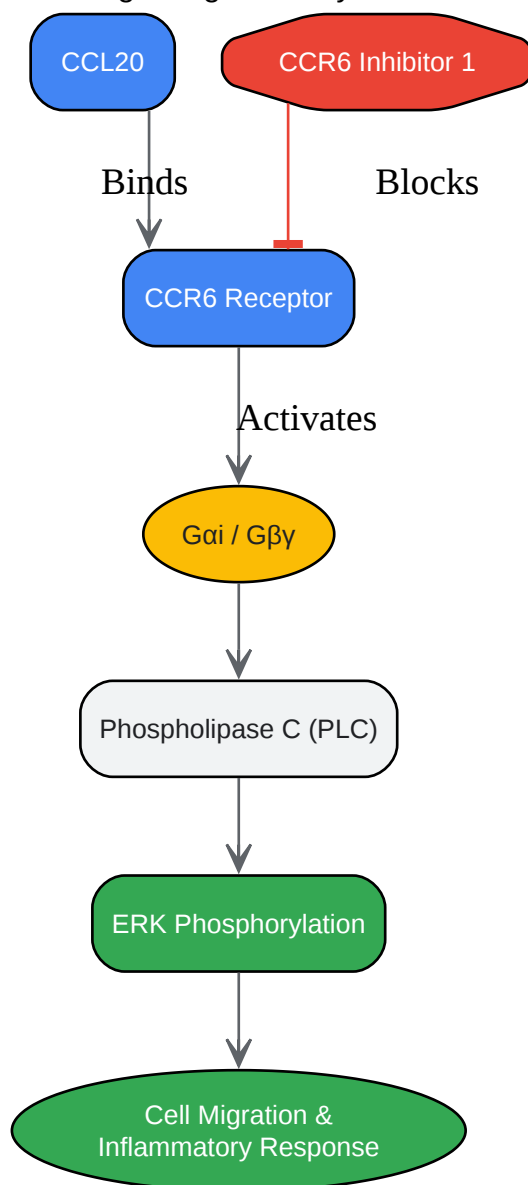 CCL20
CCR6 Inhibitor 1
Binds
Blocks
CCR6 Receptor
Activates
Gαi / Gβγ
Phospholipase C (PLC)
ERK Phosphorylation
Cell Migration &
Inflammatory Response